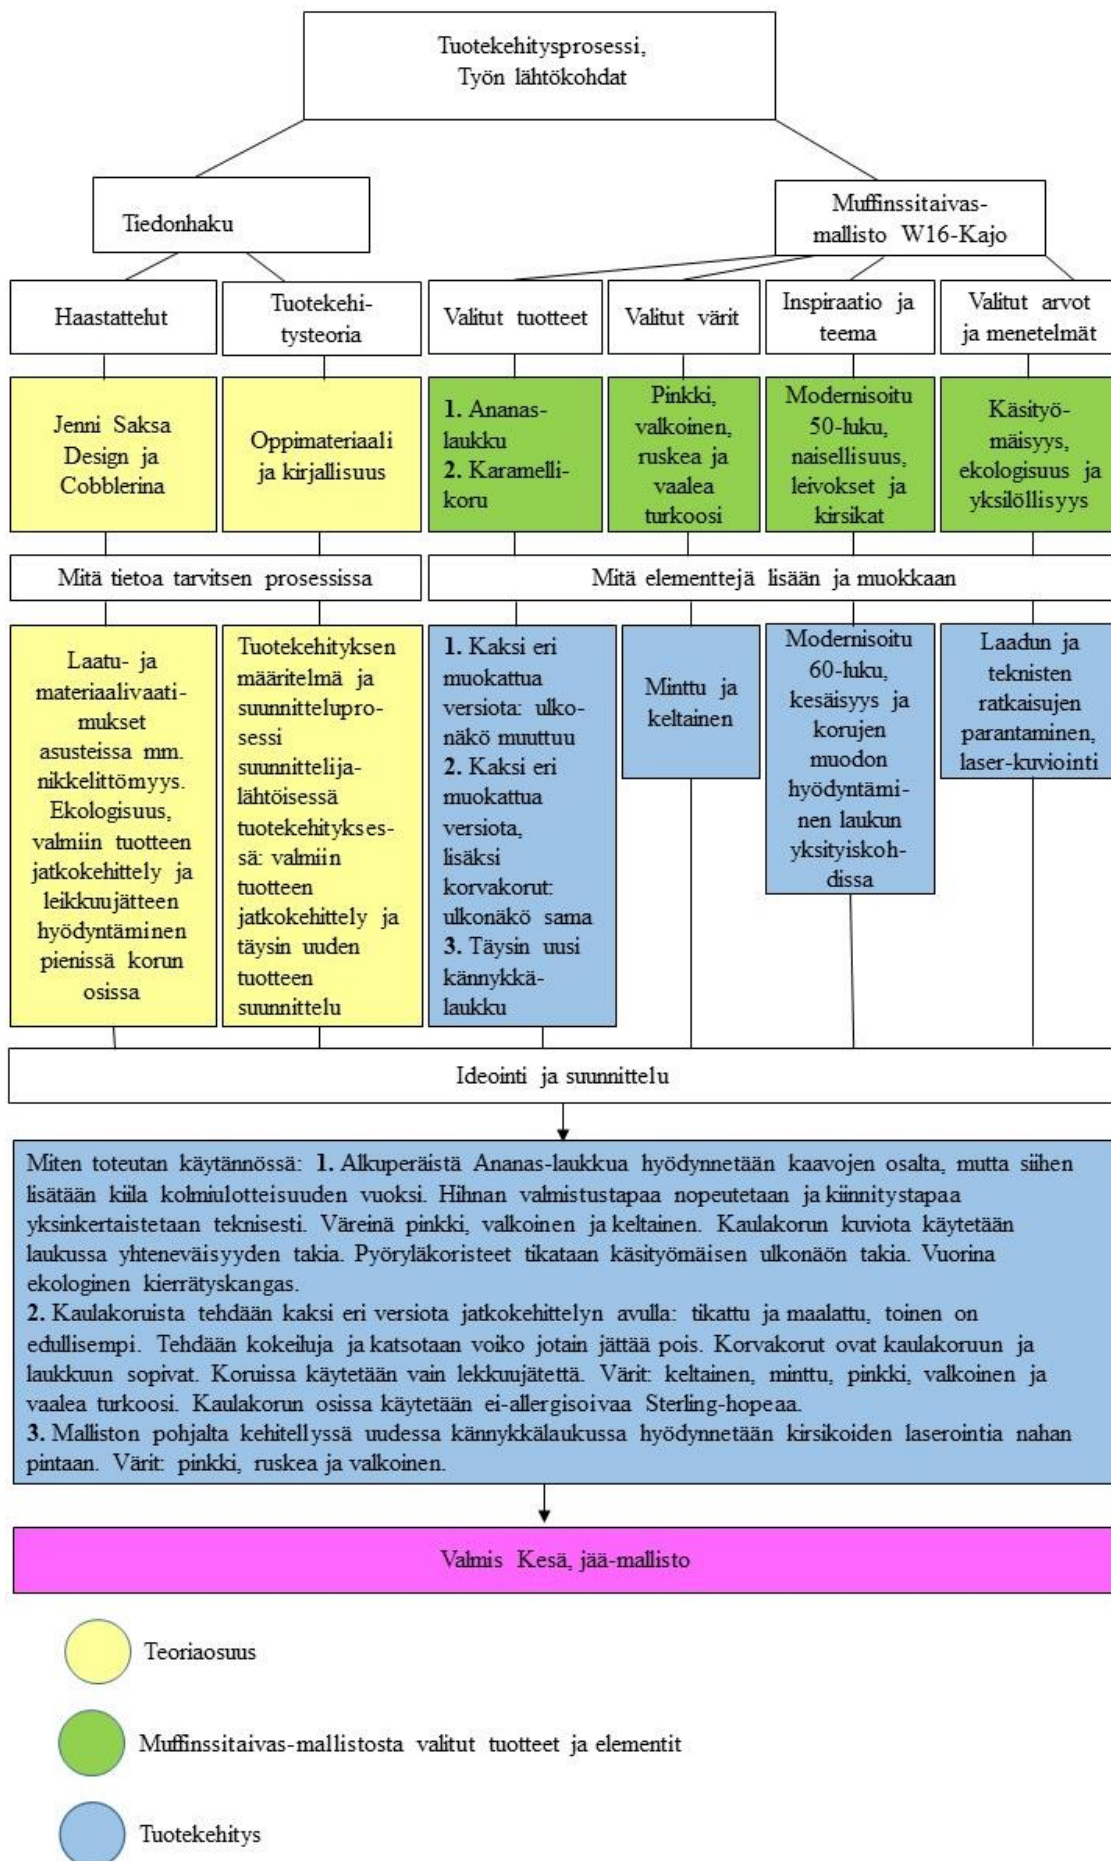 Tuotekehitysprosessi,
Työn lähtökohdat
Tiedonhaku
Muffinssitaivas-
mallisto W16-Kajo
Haastattelut
Tuotekehi-
tysteoria
Valitut tuotteet
Valitut värit
Inspiraatio ja
teema
Valitut arvot
ja menetelmät
Jenni Saksa
Design ja
Cobblerina
Oppimateriaali
ja kirjallisuus
1. Ananas-
laukku
2. Karamelli-
koru
Pinkki,
valkoinen,
ruskea ja
vaalea
turkoosi
Modernisoitu
50-luku,
naisellisuus,
leivokset ja
kirsikat
Käsityö-
mäisyys,
ekologisuus ja
yksilöllisyys
Mitä tietoa tarvitsen prosessissa
Mitä elementtejä lisään ja muokkaan
Laatu- ja
materiaalivaati-
mukset
asusteissa mm.
nikkelittömyys.
Ekologisuus,
valmiin tuotteen
jatkokehittely ja
leikkuujätteen
hyödyntäminen
pienissä korun
osissa
Tuotekehityksen
määritelmä ja
suunnittelupro-
sessi
suunnittelija-
lähtöisessä
tuotekehitykses-
sä: valmiin
tuotteen
jatkokehittely ja
täysin uuden
tuotteen
suunnittelu
1. Kaksi eri
muokattua
versiota: ulko-
näkö muuttuu
2. Kaksi eri
muokattua
versiota,
lisäksi
korvakorut:
ulkonäkö sama
3. Täysin uusi
kännykkä-
laukku
Minttu ja
keltainen
Modernisoitu
60-luku,
kesäisyys ja
korujen
muodon
hyödyntämi-
nen laukun
yksityiskoh-
dissa
Laadun ja
teknisten
ratkaisujen
parantaminen,
laser-kuviointi
Ideointi ja suunnittelu
Miten toteutan käytännössä: 1. Alkuperäistä Ananas-laukkua hyödynnetään kaavojen osalta, mutta siihen
lisätään kiila kolmiulotteisuuden vuoksi. Hihnan valmistustapaa nopeutetaan ja kiinnitystapaa
yksinkertaistetaan teknisesti. Väreinä pinkki, valkoinen ja keltainen. Kaulakorun kuviota käytetään
laukussa yhteneväisyyden takia. Pyöryläkoristeet tikataan käsityömäisen ulkonäön takia. Vuorina
ekologinen kierrätyskangas.
2. Kaulakoruista tehdään kaksi eri versiota jatkokehittelyn avulla: tikattu ja maalattu, toinen on
edullisempi. Tehdään kokeiluja ja katsotaan voiko jotain jättää pois. Korvakorut ovat kaulakoruun ja
laukkuun sopivat. Koruissa käytetään vain lekkuujätettä. Värit: keltainen, minttu, pinkki, valkoinen ja
vaalea turkoosi. Kaulakorun osissa käytetään ei-allergisoivaa Sterling-hopeaa.
3. Malliston pohjalta kehitellyssä uudessa kännykkälaukussa hyödynnetään kirsikoiden laserointia nahan
pintaan. Värit: pinkki, ruskea ja valkoinen.
Valmis Kesä, jää-mallisto
Teoriaosuus
Muffinssitaivas-mallistosta valitut tuotteet ja elementit
Tuotekehitys